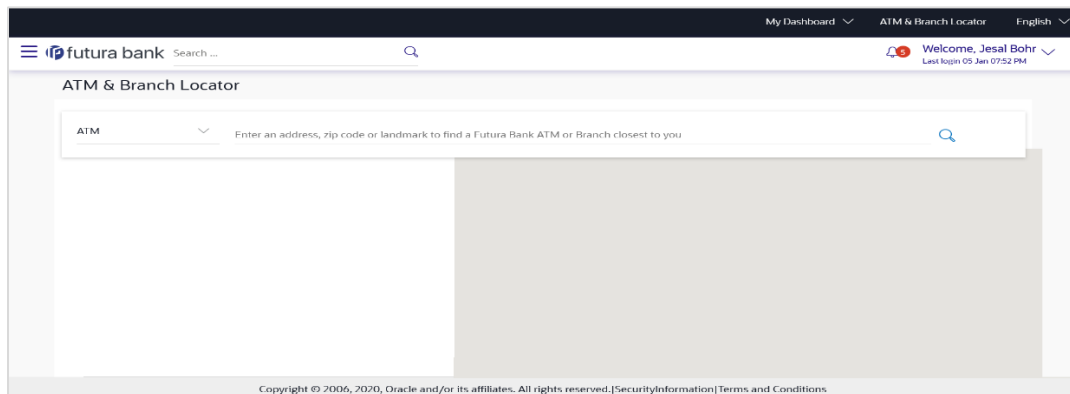 My Dashboard ATM & Branch Locator English
futura bank Search ... 5 Welcome, Jesal Bohr
Last login 05 Jan 07:52 PM
ATM & Branch Locator
ATM Enter an address, zip code or landmark to find a Futura Bank ATM or Branch closest to you
Copyright © 2006, 2020, Oracle and/or its affiliates. All rights reserved.|SecurityInformation|Terms and Conditions